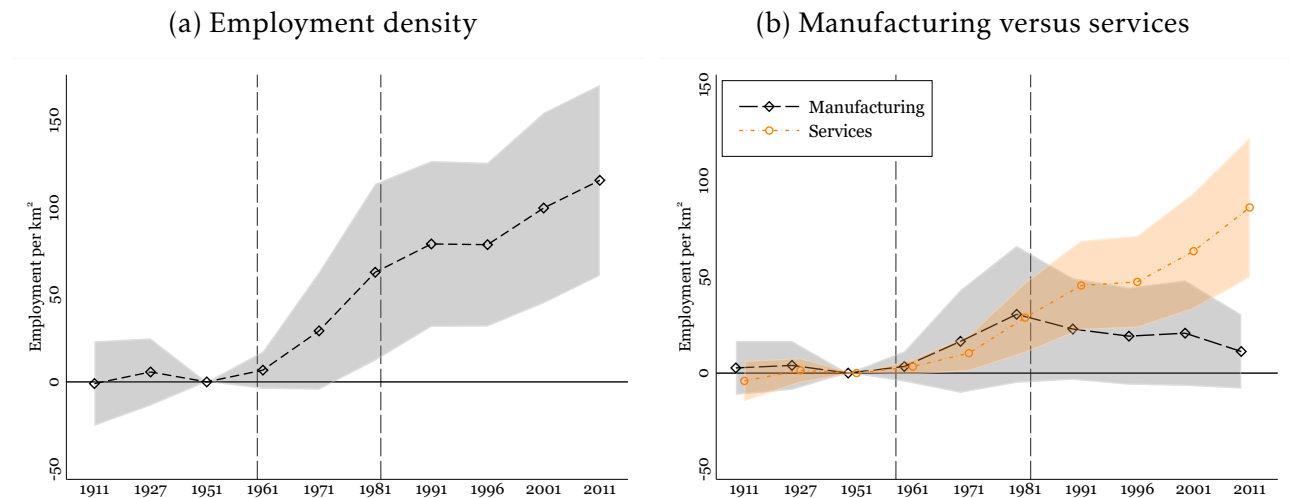 (a) Employment density
Employment per km²
150
100
50
0
-50
1911 1927 1951 1961 1971 1981 1991 1996 2001 2011
(b) Manufacturing versus services
Manufacturing
Services
Employment per km²
150
100
50
0
-50
1911 1927 1951 1961 1971 1981 1991 1996 2001 2011